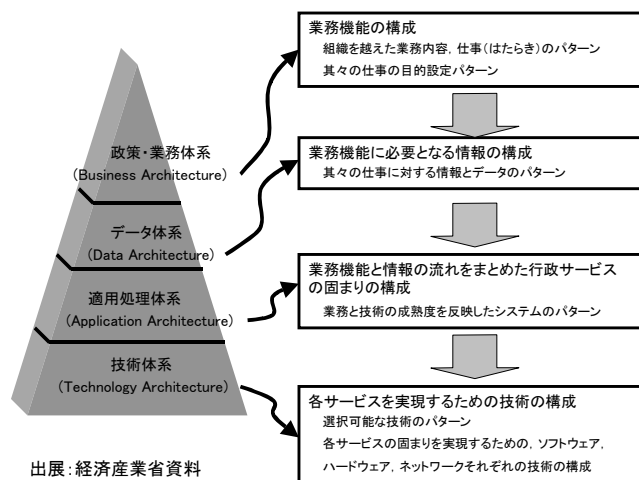 業務機能の構成
組織を越えた業務内容, 仕事(はたらき)のパターン
其々の仕事の目的設定パターン
政策・業務体系
(Business Architecture)
業務機能に必要となる情報の構成
其々の仕事に対する情報とデータのパターン
データ体系
(Data Architecture)
業務機能と情報の流れをまとめた行政サービス
の固まりの構成
業務と技術の成熟度を反映したシステムのパターン
適用処理体系
(Application Architecture)
技術体系
(Technology Architecture)
各サービスを実現するための技術の構成
選択可能な技術のパターン
各サービスの固まりを実現するための, ソフトウェア,
ハードウェア, ネットワークそれぞれの技術の構成
出展:経済産業省資料